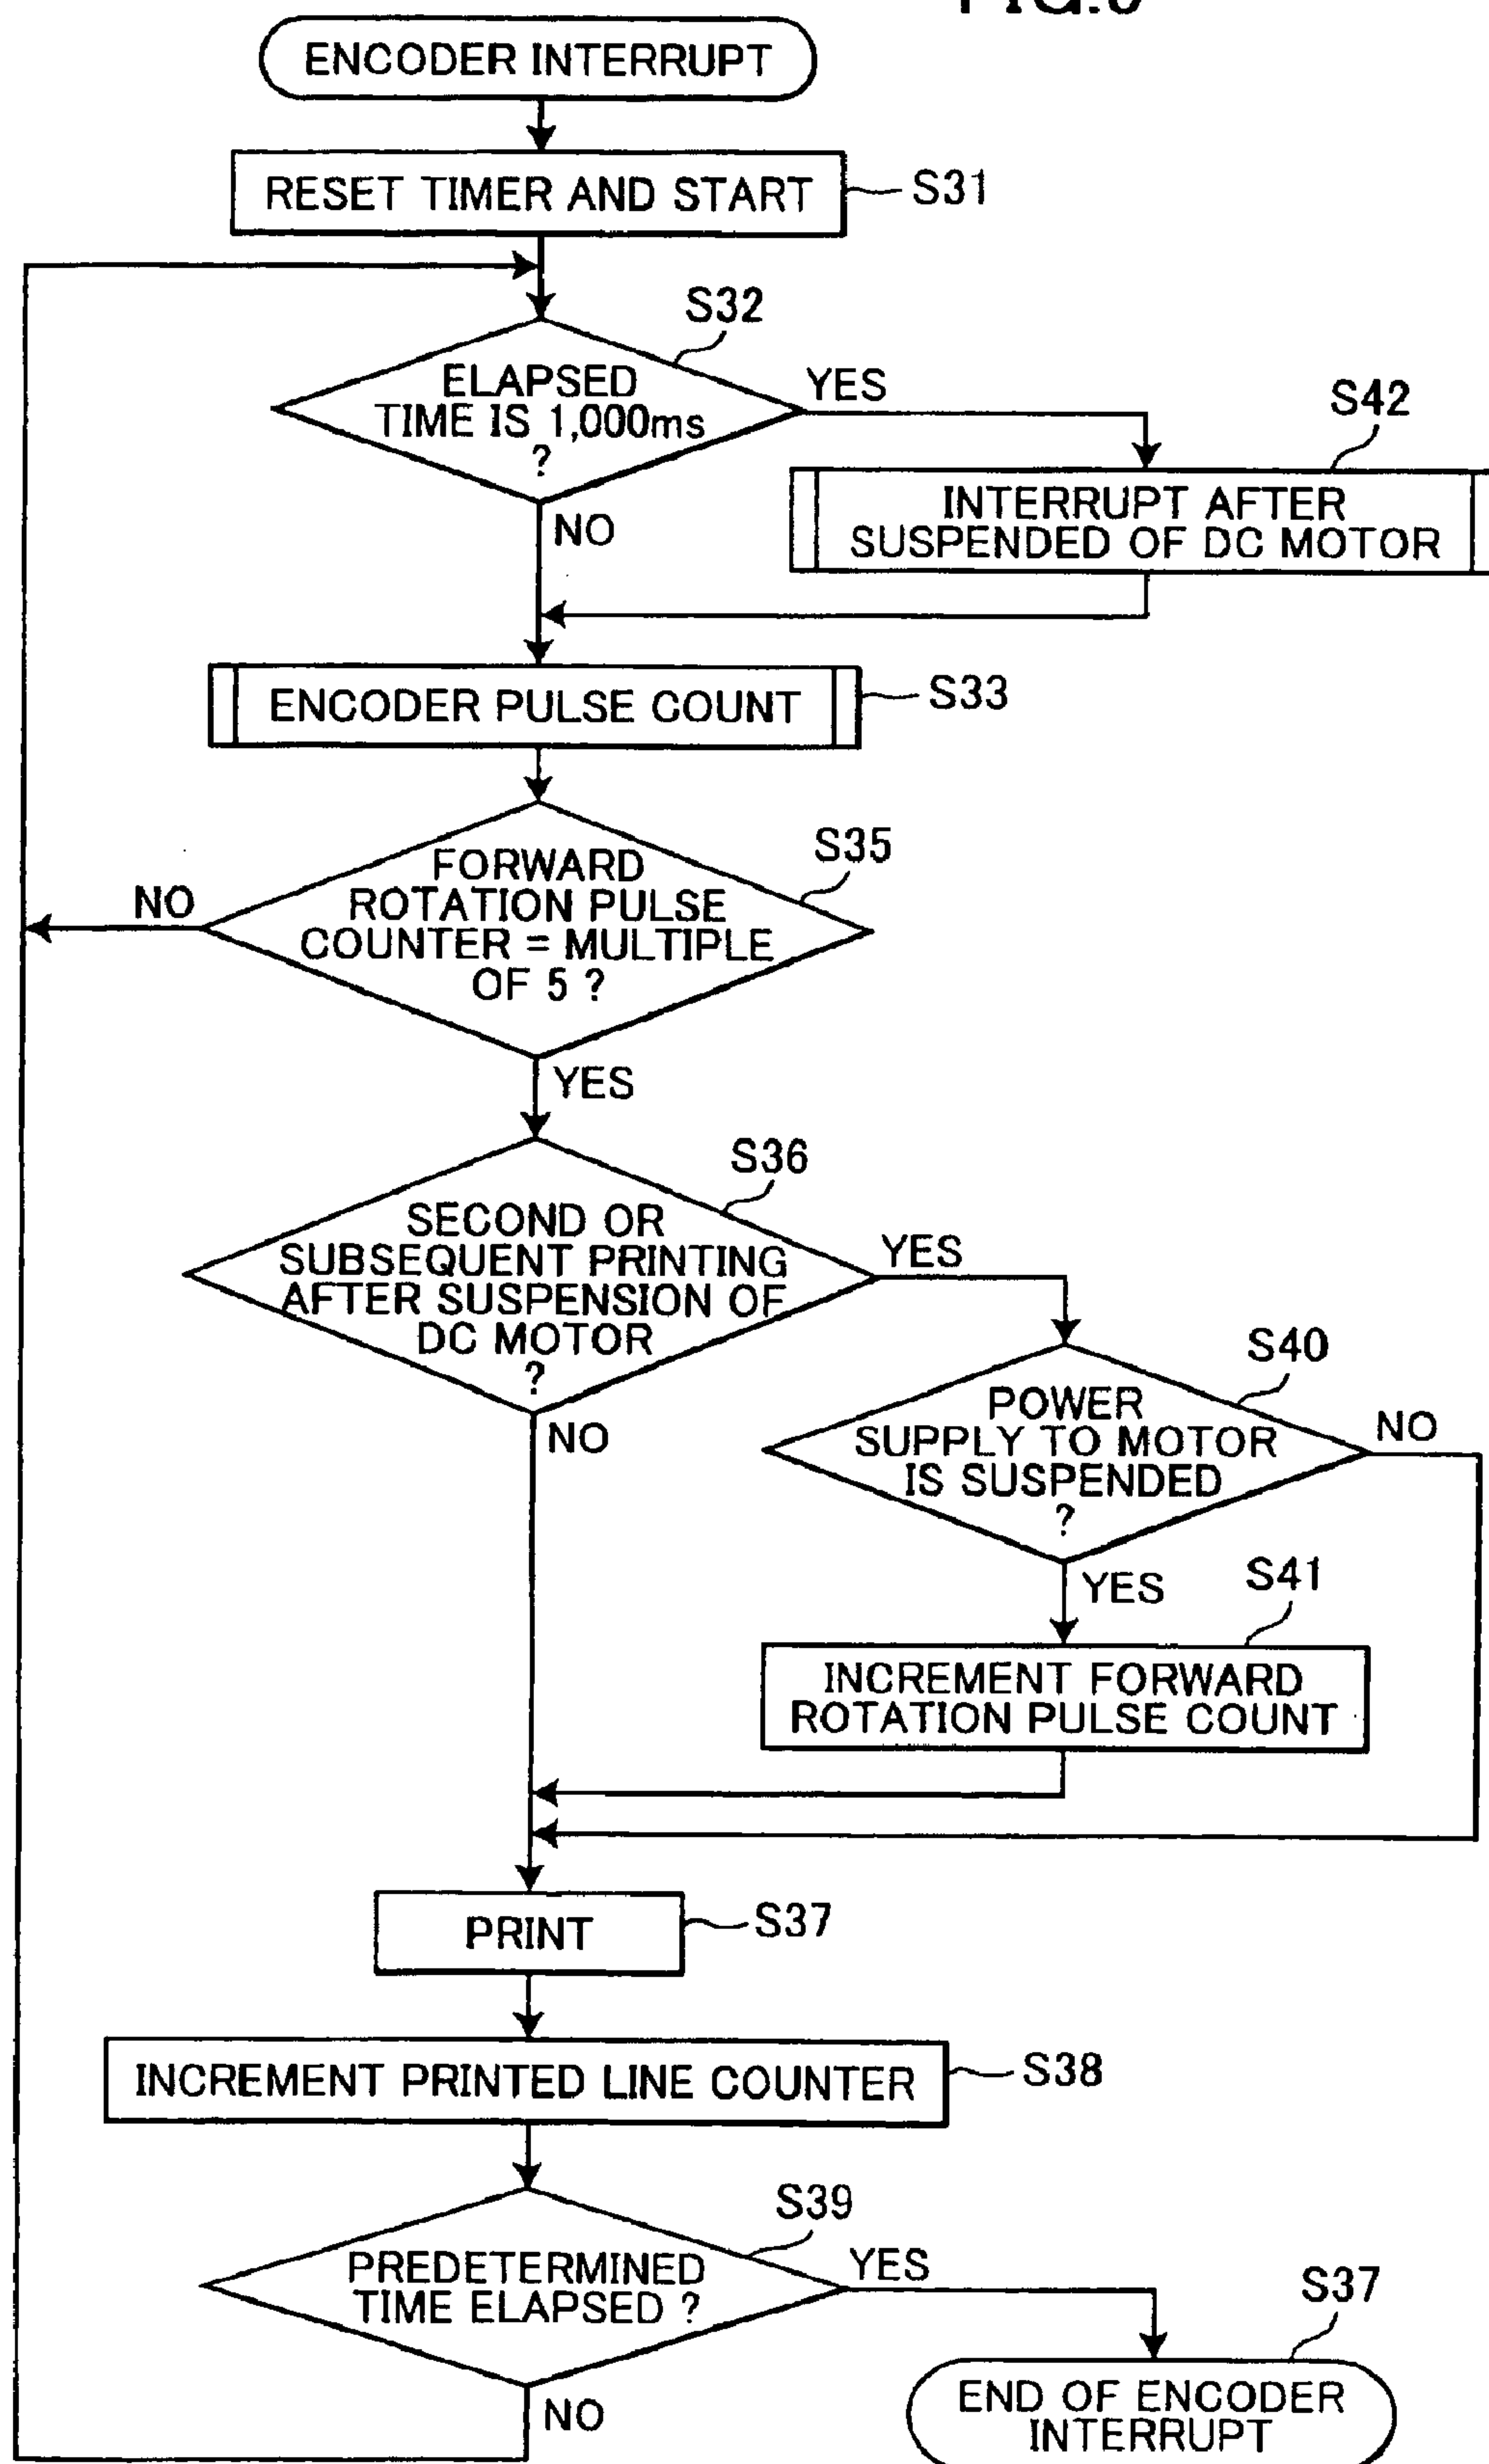 ENCODER INTERRUPT
RESET TIMER AND START
S31
S32
ELAPSED
TIME IS 1,000ms
?
YES
NO
S42
INTERRUPT AFTER
SUSPENDED OF DC MOTOR
ENCODER PULSE COUNT
S33
S35
FORWARD
ROTATION PULSE
COUNTER = MULTIPLE
OF 5 ?
NO
YES
S36
SECOND OR
SUBSEQUENT PRINTING
AFTER SUSPENSION OF
DC MOTOR
?
YES
NO
S40
POWER
SUPPLY TO MOTOR
IS SUSPENDED
?
NO
YES
S41
INCREMENT FORWARD
ROTATION PULSE COUNT
PRINT
S37
INCREMENT PRINTED LINE COUNTER
S38
S39
PREDETERMINED
TIME ELAPSED ?
YES
NO
S37
END OF ENCODER
INTERRUPT